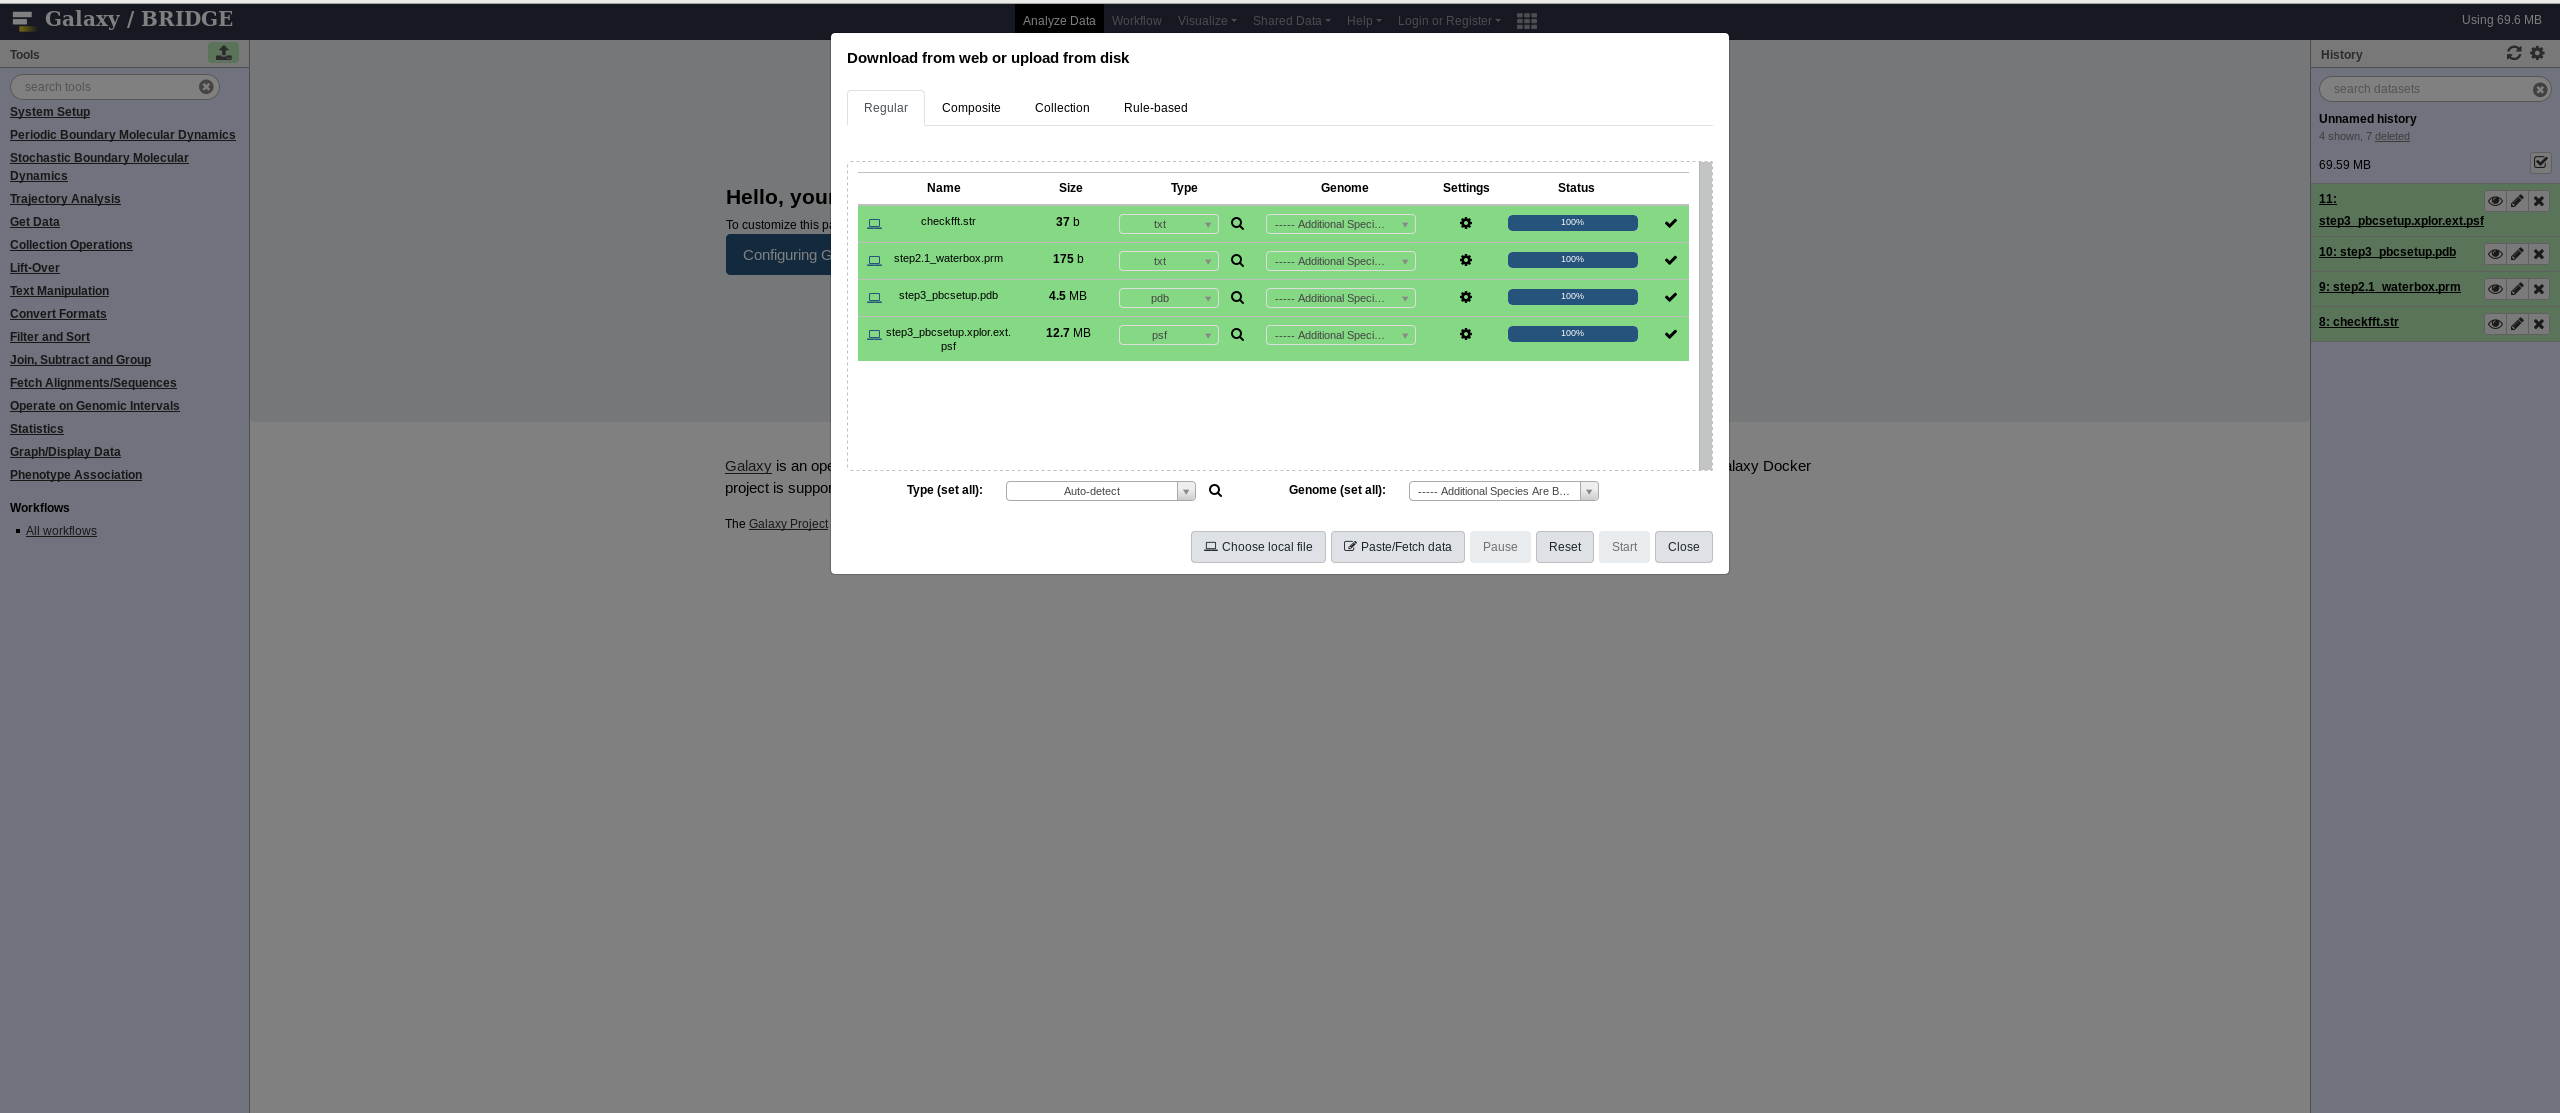 Galaxy / BRIDGE
Analyze Data Workflow Visualize Shared Data Help Login or Register
Using 69.6 MB
Tools
search tools
System Setup
Periodic Boundary Molecular Dynamics
Stochastic Boundary Molecular
Dynamics
Trajectory Analysis
Get Data
Collection Operations
Lift-Over
Text Manipulation
Convert Formats
Filter and Sort
Join, Subtract and Group
Fetch Alignments/Sequences
Operate on Genomic Intervals
Statistics
Graph/Display Data
Phenotype Association
Workflows
All workflows
Hello, your
To customize this pa
Configuring G
Galaxy is an ope
alaxy Docker
project is suppor
The Galaxy Project
Download from web or upload from disk
Regular Composite Collection Rule-based
Name Size Type Genome Settings Status
checkfft.str 37 b txt ----- Additional Speci... 100%
step2.1_waterbox.prm 175 b txt ----- Additional Speci... 100%
step3_pbcsetup.pdb 4.5 MB pdb ----- Additional Speci... 100%
step3_pbcsetup.xplor.ext. 12.7 MB psf ----- Additional Speci... 100%
psf
Type (set all): Auto-detect Genome (set all): ----- Additional Species Are B...
Choose local file Paste/Fetch data Pause Reset Start Close
History
search datasets
Unnamed history
4 shown, 7 deleted
69.59 MB
11:
step3_pbcsetup.xplor.ext.psf
10: step3_pbcsetup.pdb
9: step2.1_waterbox.prm
8: checkfft.str